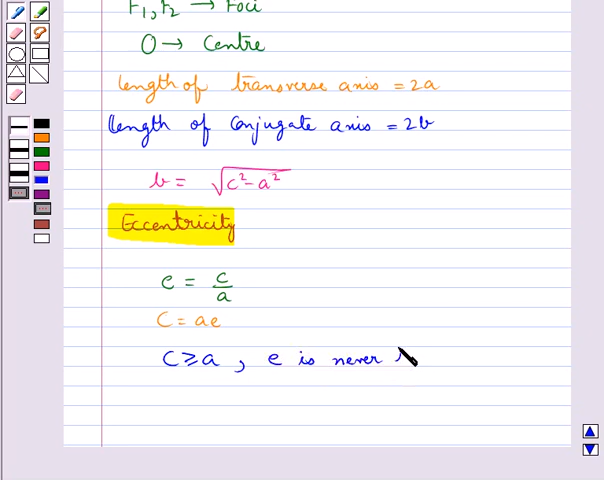 F₁, F₂ → Foci
O → Centre
length of transverse axis = 2a
length of conjugate axis = 2b
b = √c²-a²
Eccentricity
e = c/a
C = ae
C ≥ a, e is never